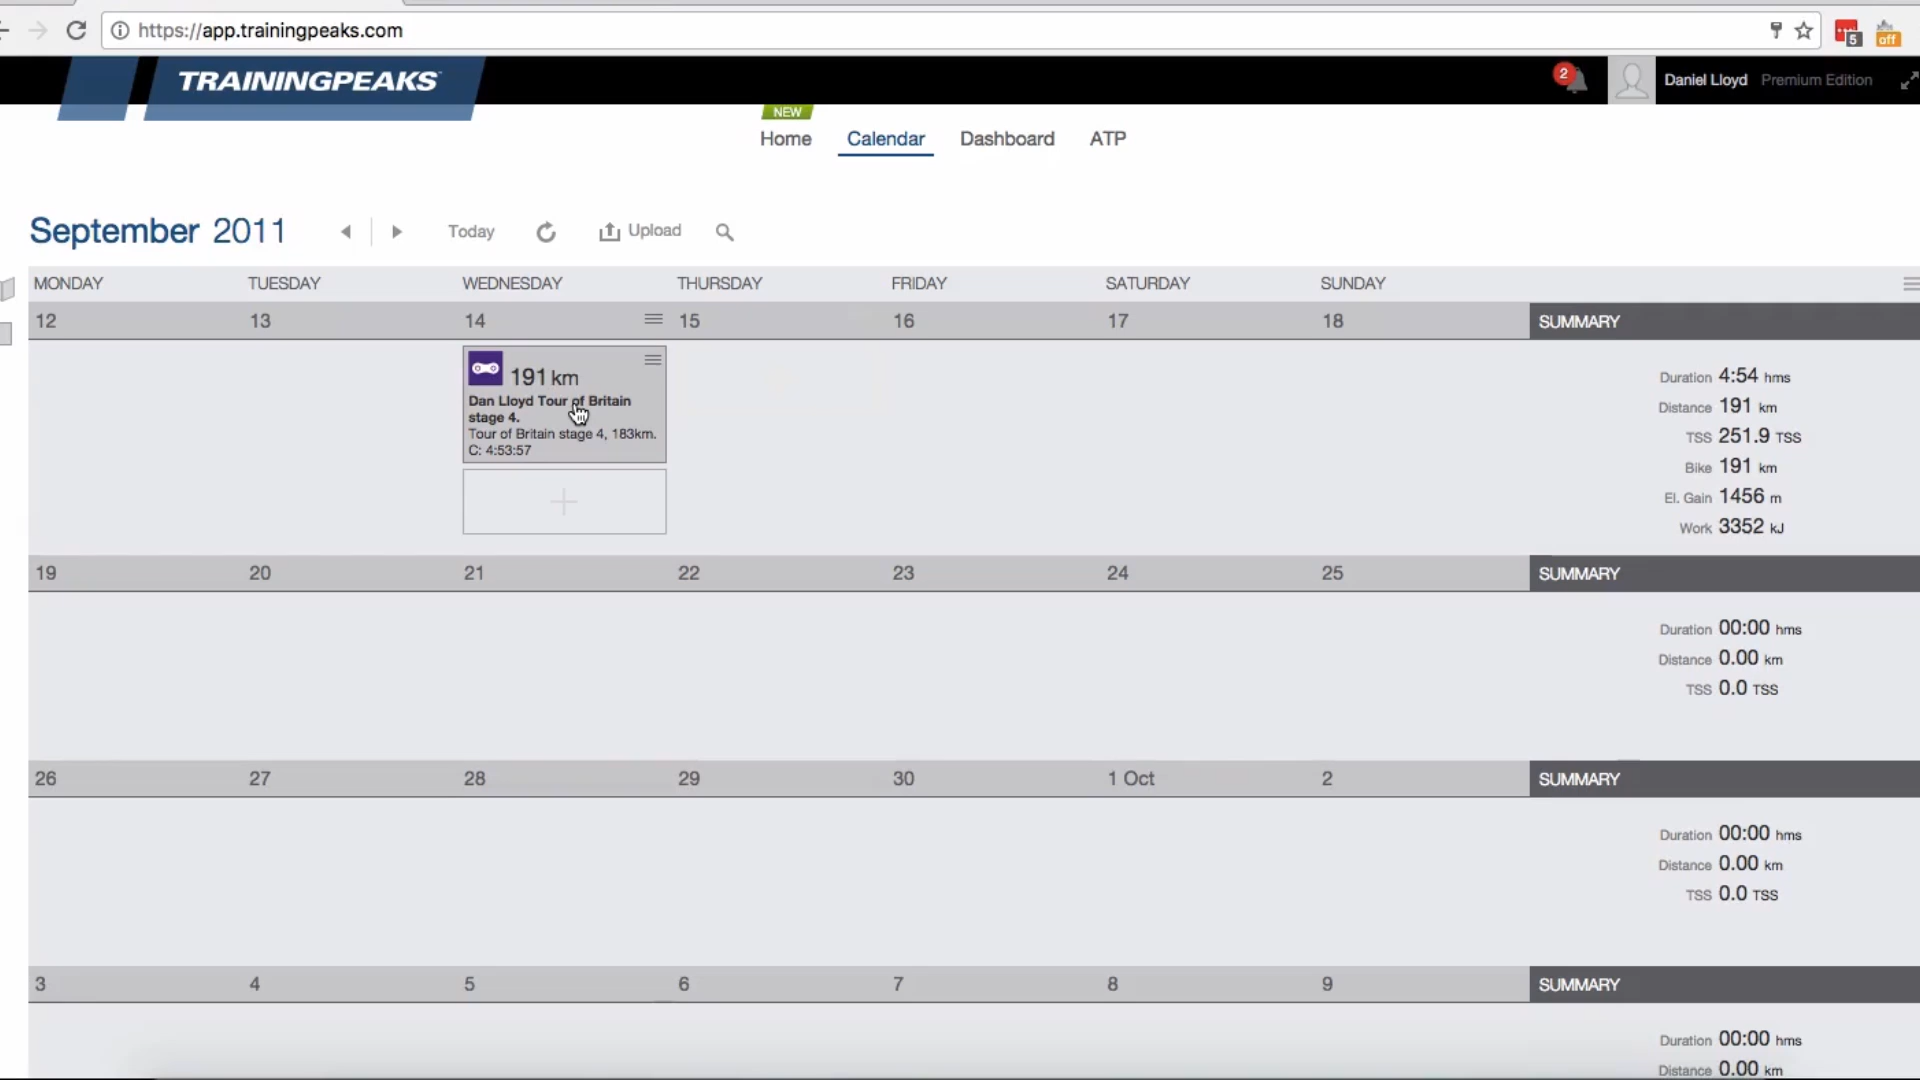 https://app.trainingpeaks.com
5
off
TRAININGPEAKS
2
Daniel Lloyd Premium Edition
NEW
Home Calendar Dashboard ATP
September 2011
Today Upload
MONDAY TUESDAY WEDNESDAY THURSDAY FRIDAY SATURDAY SUNDAY
12 13 14 15 16 17 18 SUMMARY
191 km
Dan Lloyd Tour of Britain
stage 4.
Tour of Britain stage 4, 183km.
C: 4:53:57
Duration 4:54 hms
Distance 191 km
TSS 251.9 TSS
Bike 191 km
El. Gain 1456 m
Work 3352 kJ
19 20 21 22 23 24 25 SUMMARY
Duration 00:00 hms
Distance 0.00 km
TSS 0.0 TSS
26 27 28 29 30 1 Oct 2 SUMMARY
Duration 00:00 hms
Distance 0.00 km
TSS 0.0 TSS
3 4 5 6 7 8 9 SUMMARY
Duration 00:00 hms
Distance 0.00 km